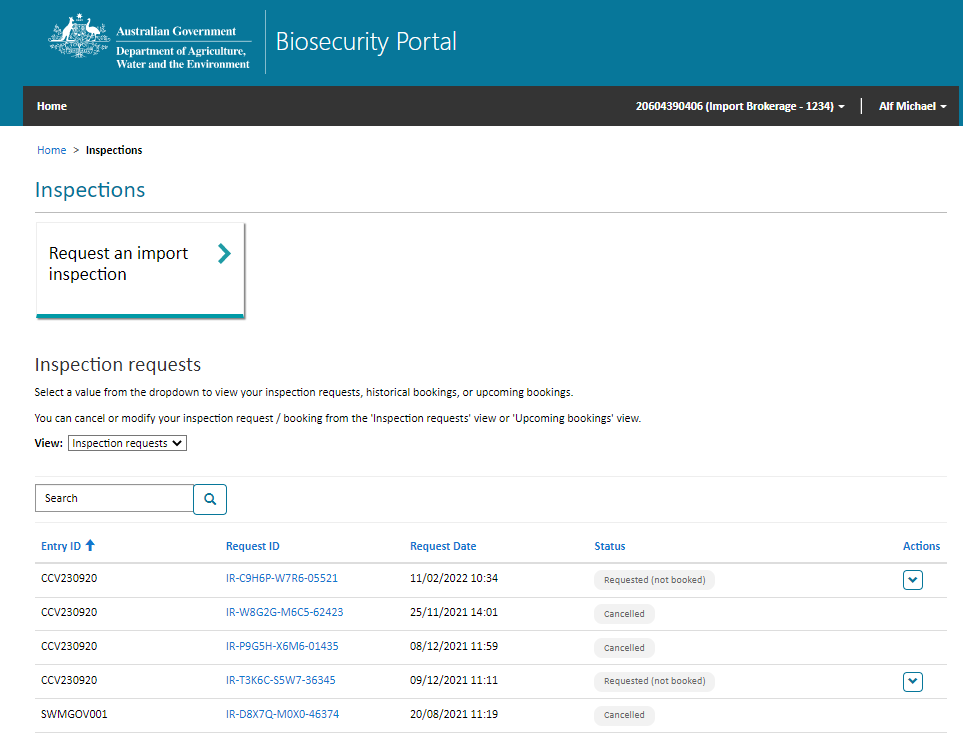 Australian Government
Department of Agriculture,
Water and the Environment
Biosecurity Portal
Home 20604390406 (Import Brokerage - 1234) Alf Michael
Home > Inspections
Inspections
Request an import
inspection
Inspection requests
Select a value from the dropdown to view your inspection requests, historical bookings, or upcoming bookings.
You can cancel or modify your inspection request / booking from the 'Inspection requests' view or 'Upcoming bookings' view.
View: Inspection requests
Search
Entry ID Request ID Request Date Status Actions
CCV230920 IR-C9H6P-W7R6-05521 11/02/2022 10:34 Requested (not booked)
CCV230920 IR-W8G2G-M6C5-62423 25/11/2021 14:01 Cancelled
CCV230920 IR-P9G5H-X6M6-01435 08/12/2021 11:59 Cancelled
CCV230920 IR-T3K6C-S5W7-36345 09/12/2021 11:11 Requested (not booked)
SWMGOV001 IR-D8X7Q-M0X0-46374 20/08/2021 11:19 Cancelled